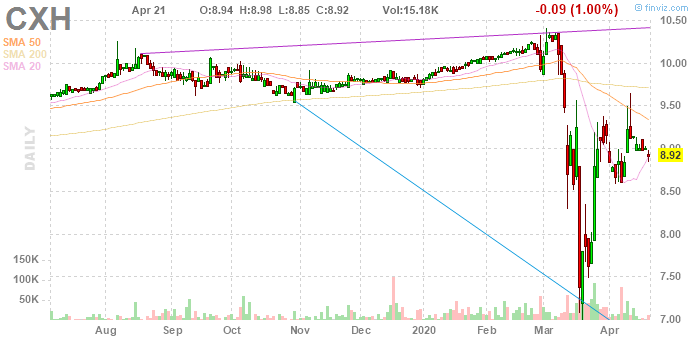 CXH Apr 21 O:8.94 H:8.98 L:8.85 C:8.92 Vol:15.18K -0.09 (1.00%) © finviz.com
SMA 50
SMA 200
SMA 20
DAILY
10.50
10.00
9.50
9.00
8.92
8.50
8.00
7.50
7.00
150K
100K
50K
Aug Sep Oct Nov Dec 2020 Feb Mar Apr